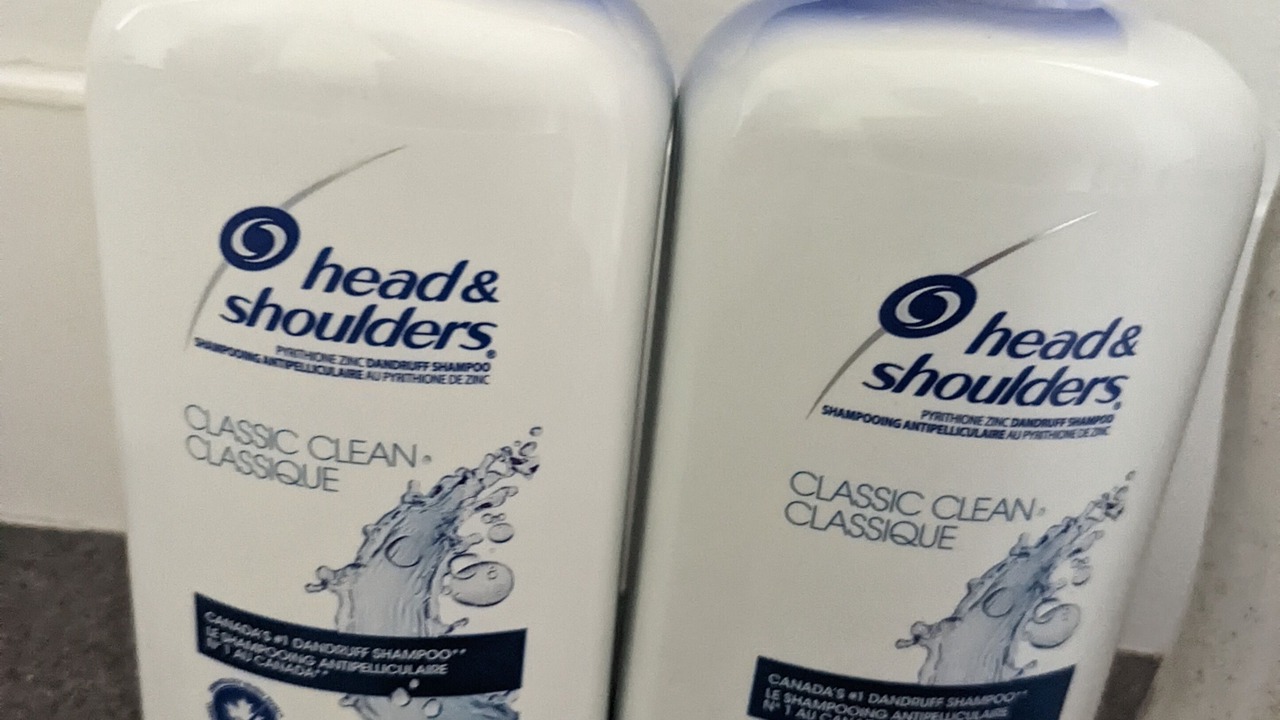 head &
shoulders®
PYRITHIONE ZINC DANDRUFF SHAMPOO
SHAMPOOING ANTIPELLICULAIRE AU PYRITHIONE DE ZINC
CLASSIC CLEAN®
CLASSIQUE
CANADA'S #1 DANDRUFF SHAMPOO**
LE SHAMPOOING ANTIPELLICULAIRE
N° 1 AU CANADA**
head &
shoulders®
PYRITHIONE ZINC DANDRUFF SHAMPOO
SHAMPOOING ANTIPELLICULAIRE AU PYRITHIONE DE ZINC
CLASSIC CLEAN®
CLASSIQUE
CANADA'S #1 DANDRUFF SHAMPOO**
LE SHAMPOOING ANTIPELLICULAIRE
N° 1 AU